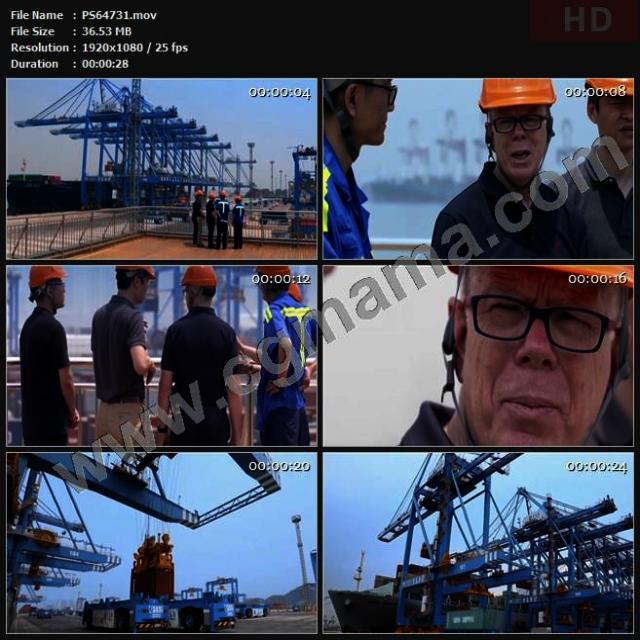 File Name : PS64731.mov
File Size : 36.53 MB
Resolution : 1920x1080 / 25 fps
Duration : 00:00:28
HD
00:00:04
00:00:08
00:00:12
00:00:16
00:00:20
00:00:24
www.cgmama.com